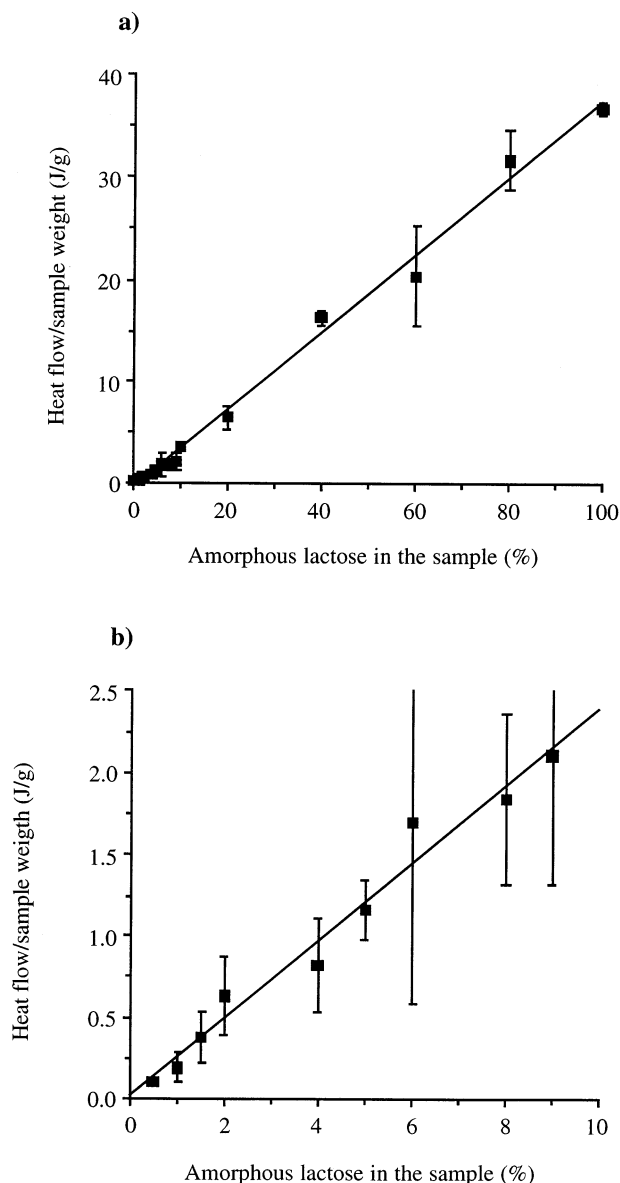 a)
40
30
20
10
0
Heat flow/sample weight (J/g)
0 20 40 60 80 100
Amorphous lactose in the sample (%)
b)
2.5
2.0
1.5
1.0
0.5
0.0
Heat flow/sample weigth (J/g)
0 2 4 6 8 10
Amorphous lactose in the sample (%)